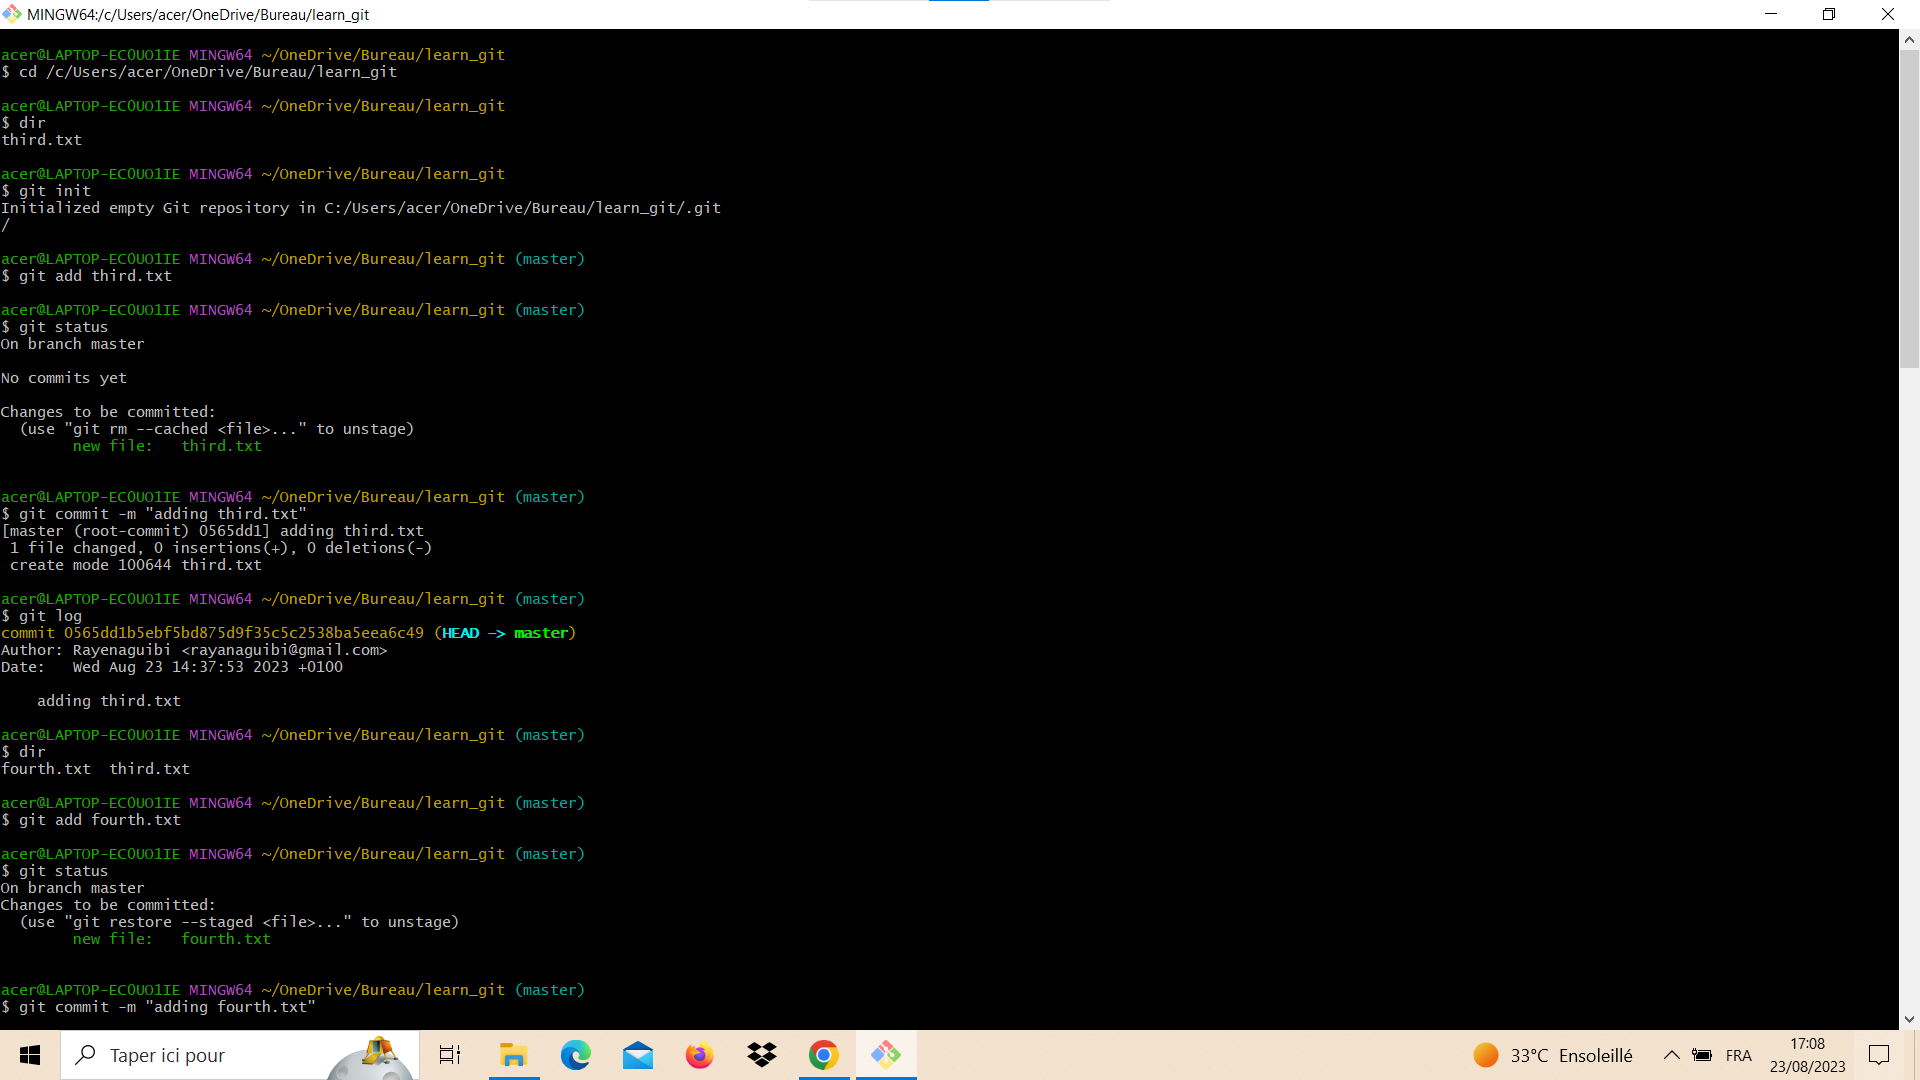 MINGW64:/c/Users/acer/OneDrive/Bureau/learn_git
acer@LAPTOP-ECOUO1IE MINGW64 ~/OneDrive/Bureau/learn_git
$ cd /c/Users/acer/OneDrive/Bureau/learn_git
acer@LAPTOP-ECOUO1IE MINGW64 ~/OneDrive/Bureau/learn_git
$ dir
third.txt
acer@LAPTOP-ECOUO1IE MINGW64 ~/OneDrive/Bureau/learn_git
$ git init
Initialized empty Git repository in C:/Users/acer/OneDrive/Bureau/learn_git/.git
/
acer@LAPTOP-ECOUO1IE MINGW64 ~/OneDrive/Bureau/learn_git (master)
$ git add third.txt
acer@LAPTOP-ECOUO1IE MINGW64 ~/OneDrive/Bureau/learn_git (master)
$ git status
On branch master
No commits yet
Changes to be committed:
  (use "git rm --cached <file>..." to unstage)
        new file:   third.txt
acer@LAPTOP-ECOUO1IE MINGW64 ~/OneDrive/Bureau/learn_git (master)
$ git commit -m "adding third.txt"
[master (root-commit) 0565dd1] adding third.txt
 1 file changed, 0 insertions(+), 0 deletions(-)
 create mode 100644 third.txt
acer@LAPTOP-ECOUO1IE MINGW64 ~/OneDrive/Bureau/learn_git (master)
$ git log
commit 0565dd1b5ebf5bd875d9f35c5c2538ba5eea6c49 (HEAD -> master)
Author: Rayenaguibi <rayanaguibi@gmail.com>
Date:   Wed Aug 23 14:37:53 2023 +0100
    adding third.txt
acer@LAPTOP-ECOUO1IE MINGW64 ~/OneDrive/Bureau/learn_git (master)
$ dir
fourth.txt  third.txt
acer@LAPTOP-ECOUO1IE MINGW64 ~/OneDrive/Bureau/learn_git (master)
$ git add fourth.txt
acer@LAPTOP-ECOUO1IE MINGW64 ~/OneDrive/Bureau/learn_git (master)
$ git status
On branch master
Changes to be committed:
  (use "git restore --staged <file>..." to unstage)
        new file:   fourth.txt
acer@LAPTOP-ECOUO1IE MINGW64 ~/OneDrive/Bureau/learn_git (master)
$ git commit -m "adding fourth.txt"
Taper ici pour
33°C Ensoleillé
FRA
17:08
23/08/2023